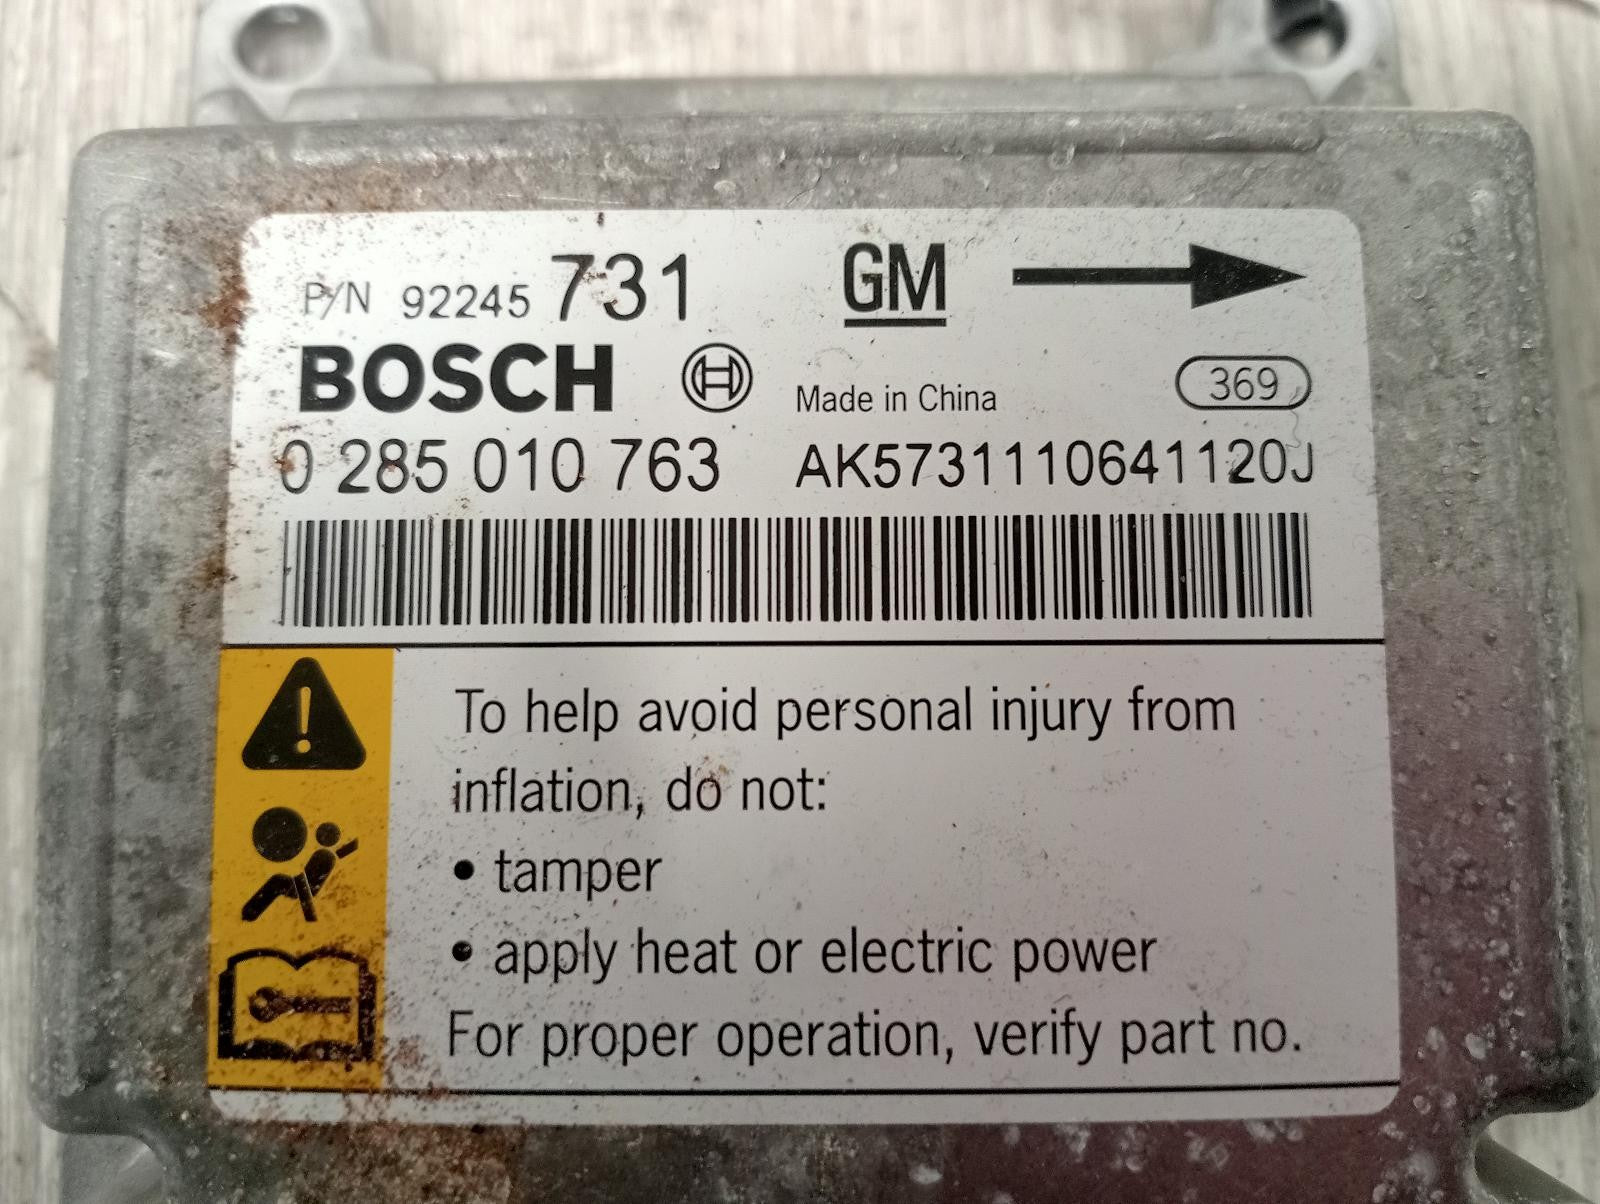 P/N 92245 731 GM
BOSCH Made in China 369
0 285 010 763 AK5731110641120J
To help avoid personal injury from
inflation, do not:
• tamper
• apply heat or electric power
For proper operation, verify part no.